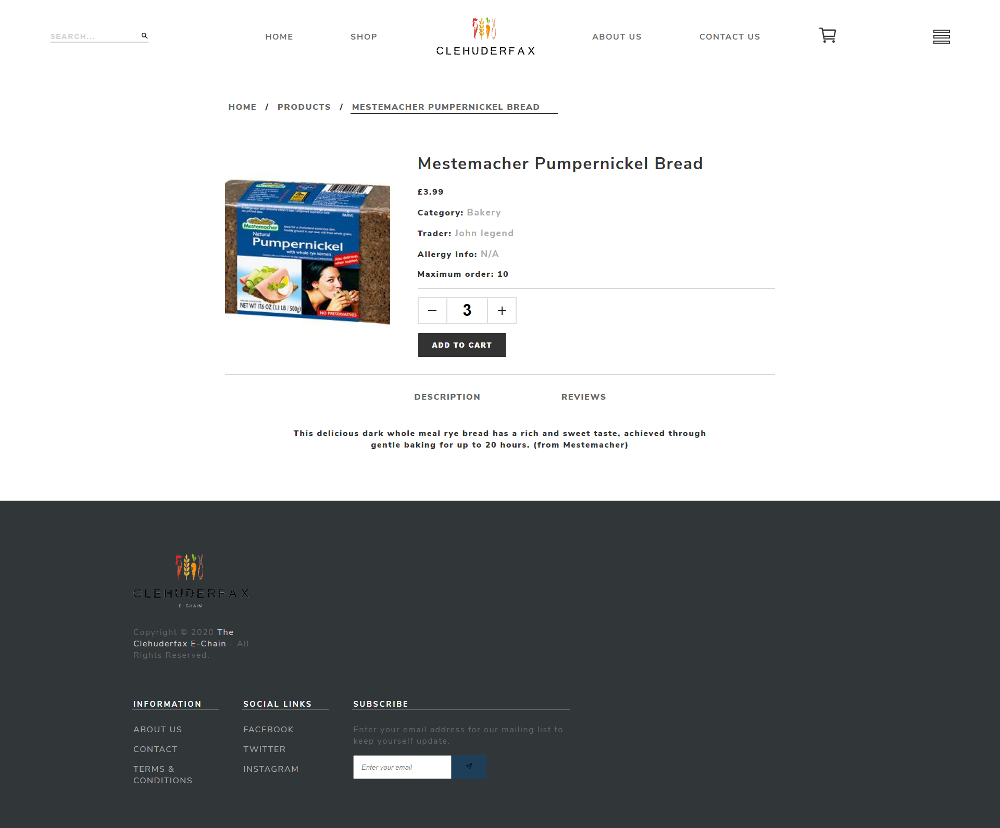 SEARCH...
HOME
SHOP
CLEHUDERFAX
ABOUT US
CONTACT US
HOME / PRODUCTS / MESTEMACHER PUMPERNICKEL BREAD
Mestemacher Pumpernickel Bread
£3.99
Category: Bakery
Trader: John legend
Allergy Info: N/A
Maximum order: 10
Mestemacher
PARVE
Mestemacher
Natural
Pumpernickel
with whole rye kernels
Also delicious
when toasted
NET WT 17.6 OZ (1.1 LB / 500g)
NO PRESERVATIVES
3
ADD TO CART
DESCRIPTION
REVIEWS
This delicious dark whole meal rye bread has a rich and sweet taste, achieved through
gentle baking for up to 20 hours. (from Mestemacher)
CLEHUDERFAX
E-CHAIN
Copyright © 2020 The
Clehuderfax E-Chain - All
Rights Reserved.
INFORMATION
ABOUT US
CONTACT
TERMS &
CONDITIONS
SOCIAL LINKS
FACEBOOK
TWITTER
INSTAGRAM
SUBSCRIBE
Enter your email address for our mailing list to
keep yourself update.
Enter your email